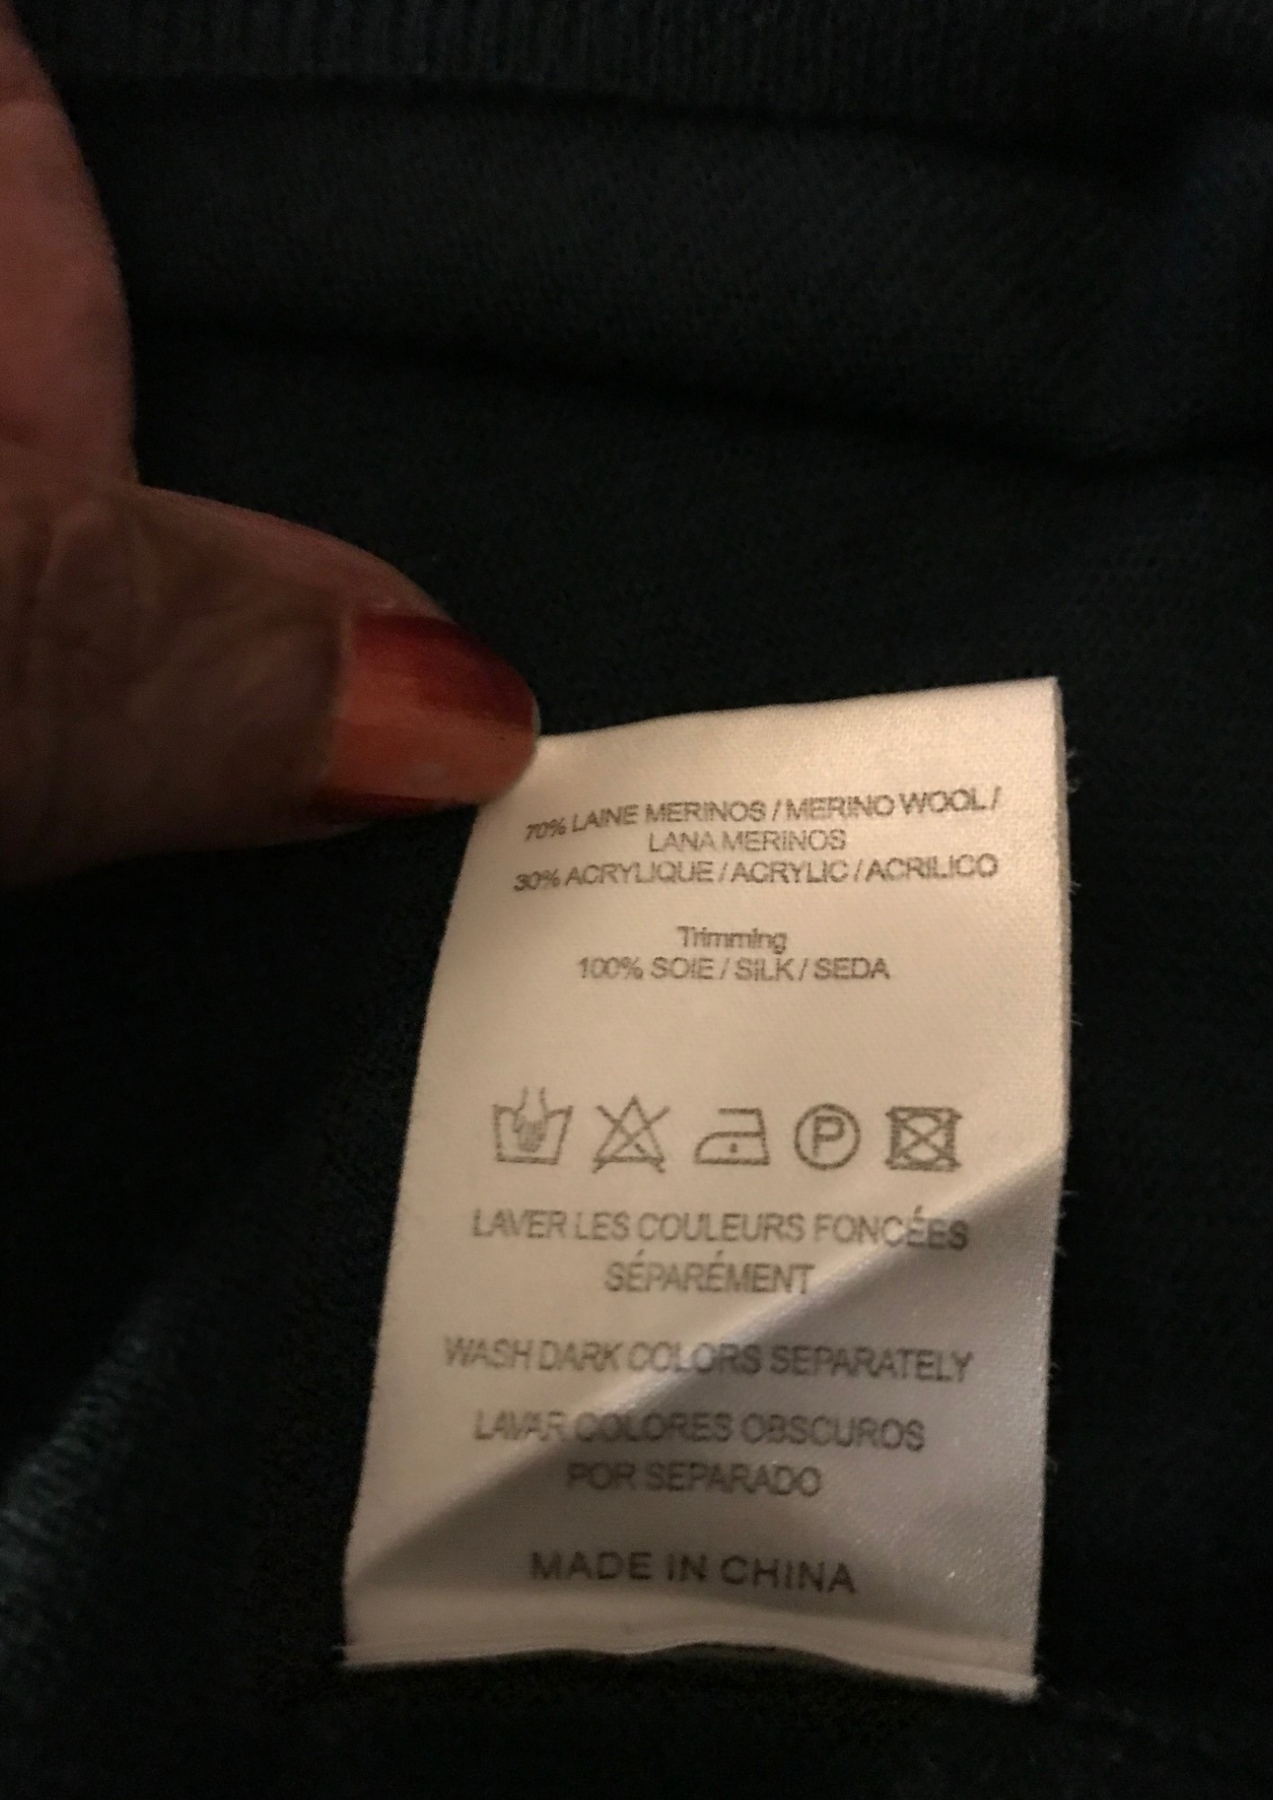 70% LAINE MERINOS / MERINO WOOL /
LANA MERINOS
30% ACRYLIQUE / ACRYLIC / ACRILICO
Trimming
100% SOIE / SILK / SEDA
P
LAVER LES COULEURS FONCÉES
SÉPARÉMENT
WASH DARK COLORS SEPARATELY
LAVAR COLORES OBSCUROS
POR SEPARADO
MADE IN CHINA